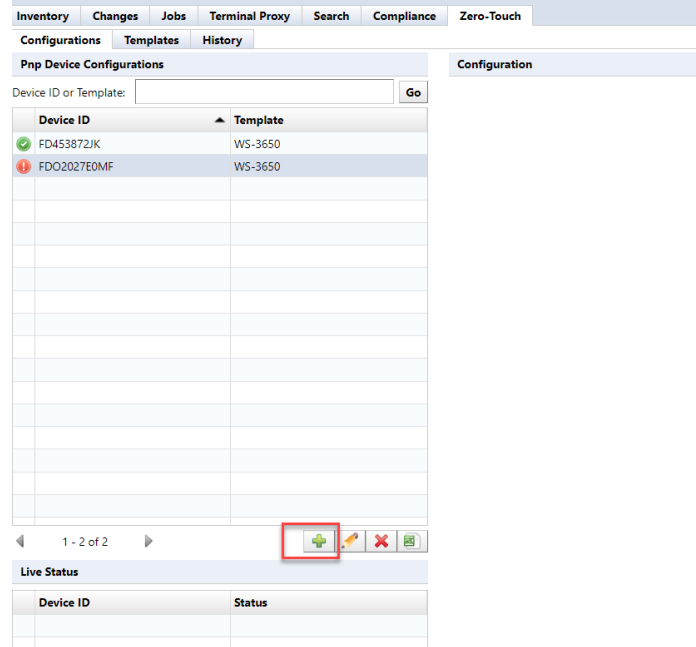 Inventory Changes Jobs Terminal Proxy Search Compliance Zero-Touch
Configurations Templates History
Pnp Device Configurations
Configuration
Device ID or Template: Go
Device ID Template
FD453872JK WS-3650
FDO2027E0MF WS-3650
1 - 2 of 2
Live Status
Device ID Status